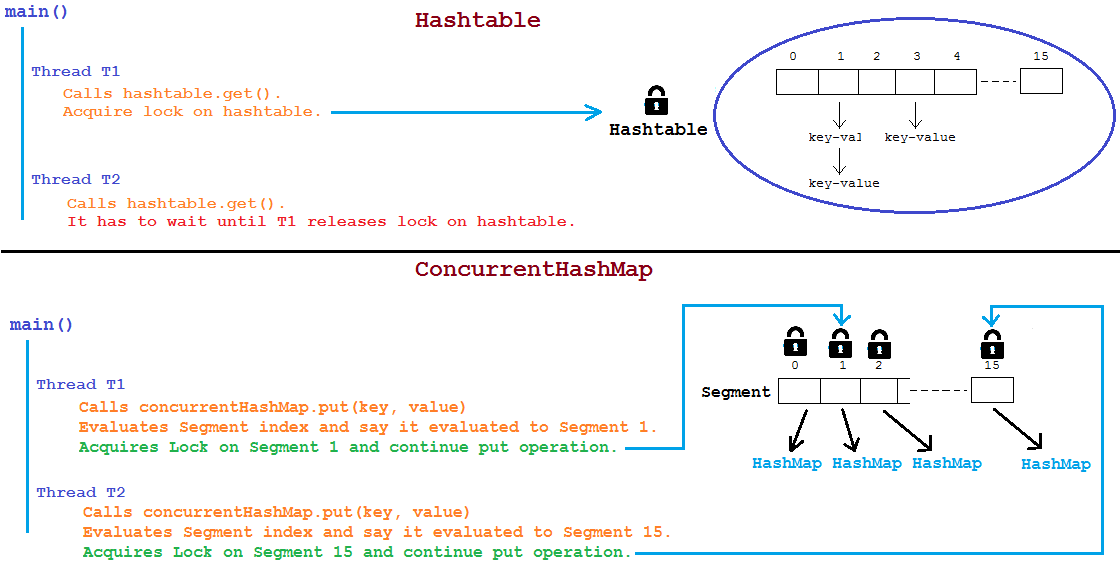 main()
Hashtable
0 1 2 3 4 15
Thread T1
Calls hashtable.get().
Acquire lock on hashtable.
Hashtable
key-val key-value
key-value
Thread T2
Calls hashtable.get().
It has to wait until T1 releases lock on hashtable.
ConcurrentHashMap
main()
0 1 2 15
Segment
Thread T1
Calls concurrentHashMap.put(key, value)
Evaluates Segment index and say it evaluated to Segment 1.
Acquires Lock on Segment 1 and continue put operation.
HashMap HashMap HashMap HashMap
Thread T2
Calls concurrentHashMap.put(key, value)
Evaluates Segment index and say it evaluated to Segment 15.
Acquires Lock on Segment 15 and continue put operation.